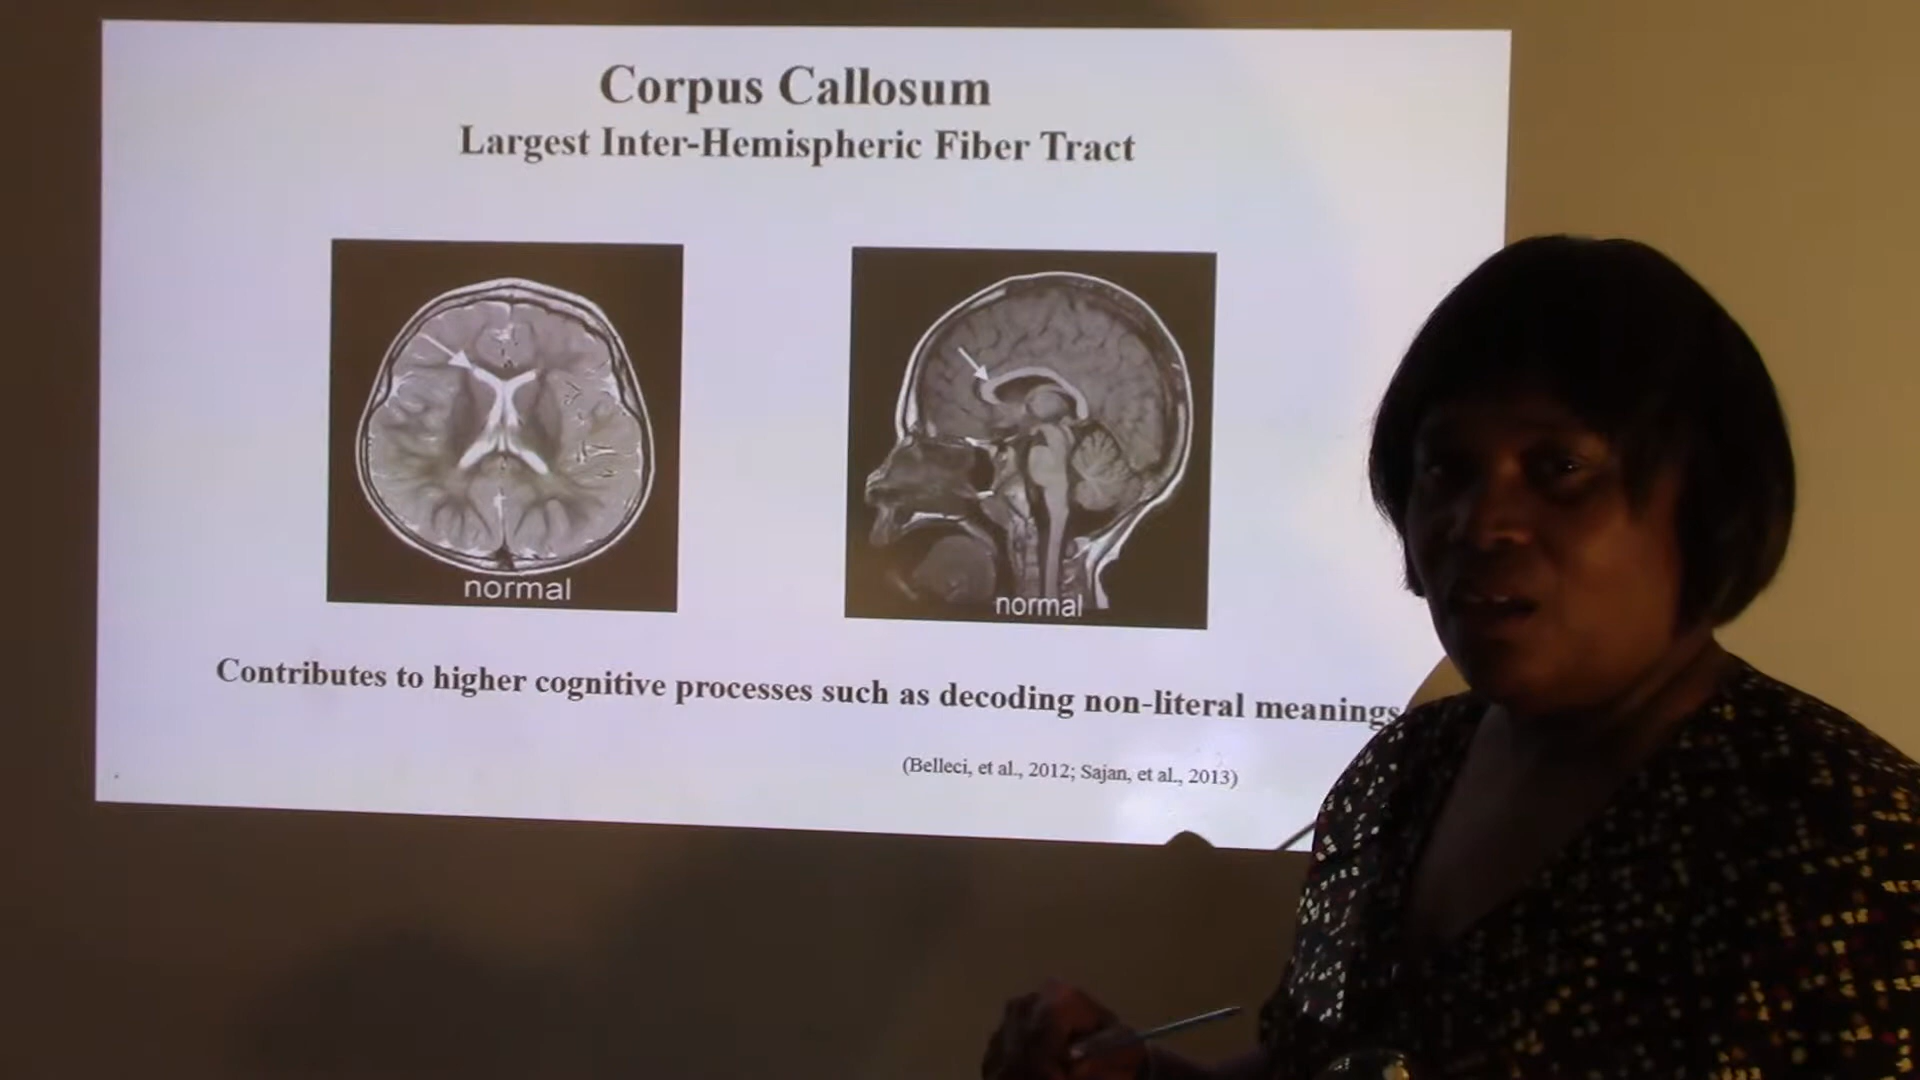 Corpus Callosum
Largest Inter-Hemispheric Fiber Tract
normal
normal
Contributes to higher cognitive processes such as decoding non-literal meanings
(Belleci, et al., 2012; Sajan, et al., 2013)